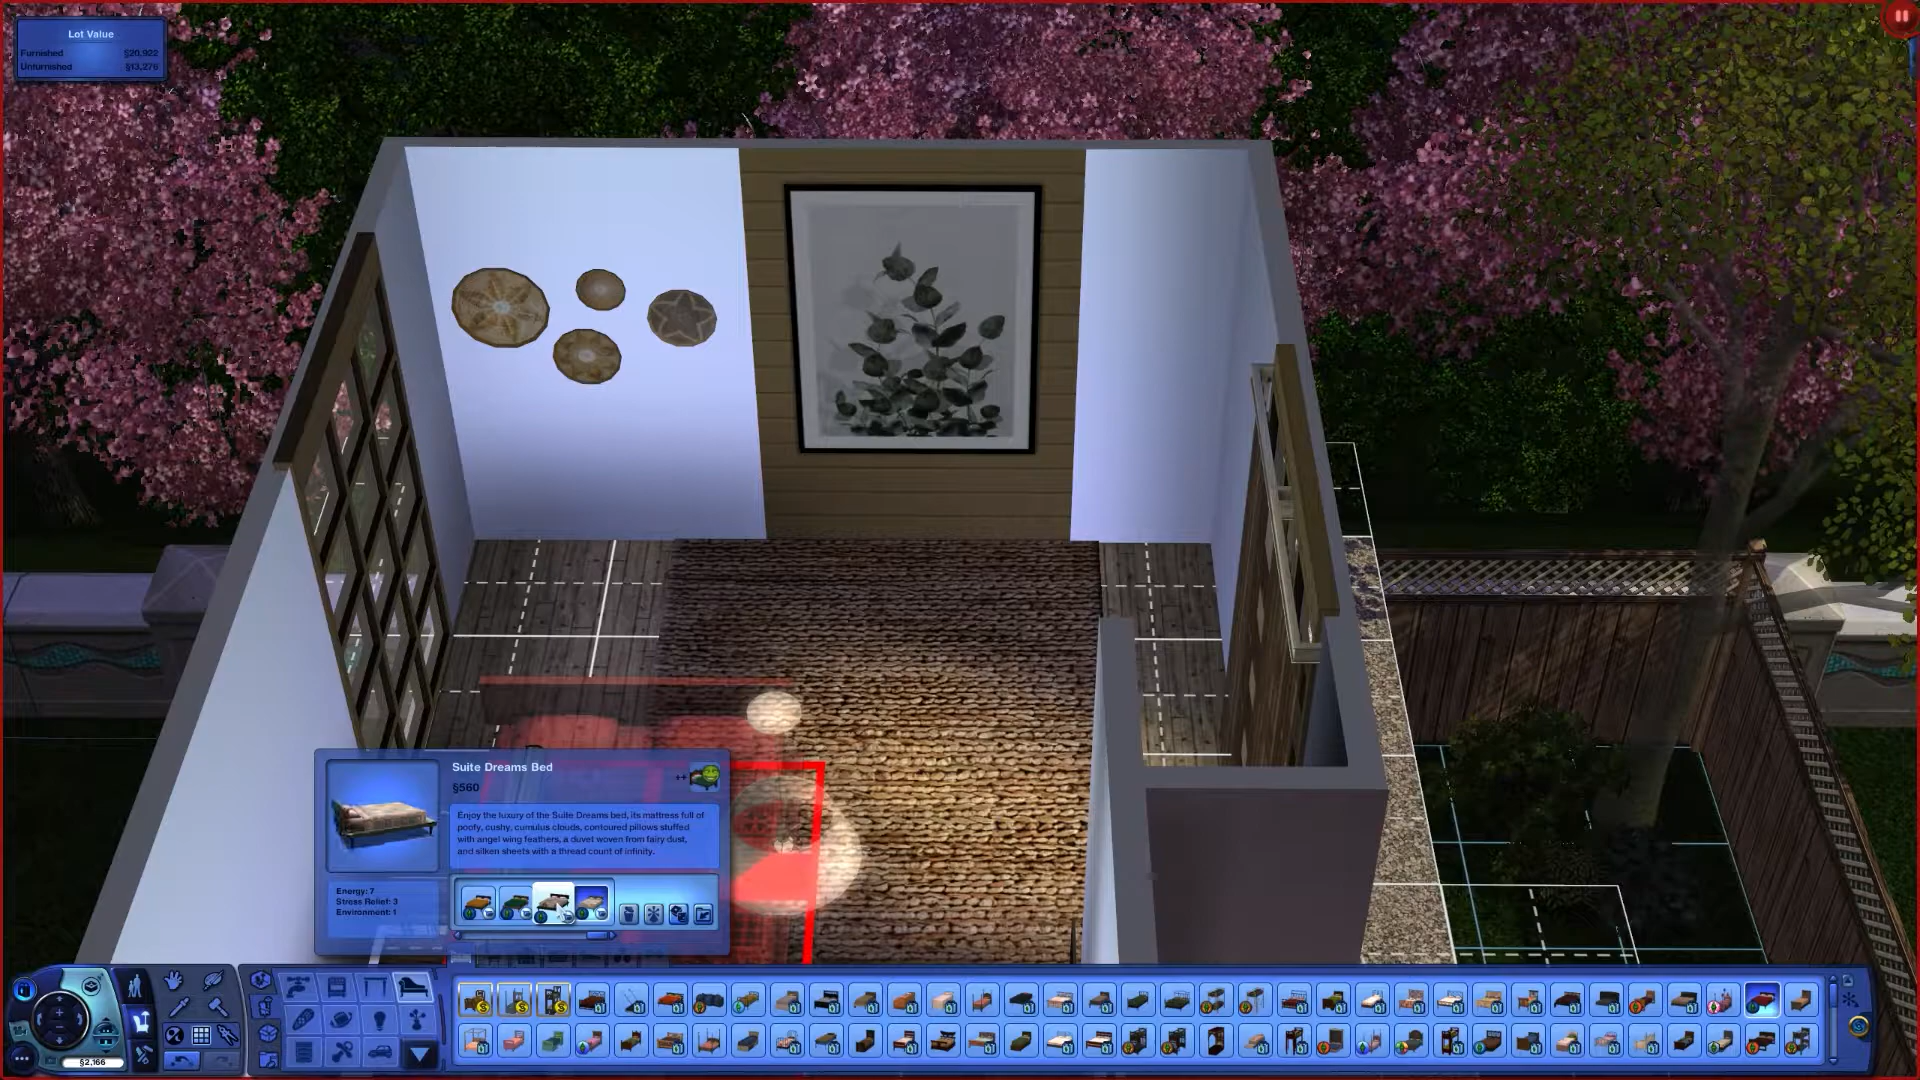 Lot Value
Furnished §20,922
Unfurnished §13,276
Suite Dreams Bed
§560
++
Enjoy the luxury of the Suite Dreams bed, its mattress full of
poofy, cushy, cumulus clouds, contoured pillows stuffed
with angel wing feathers, a duvet woven from fairy dust,
and silken sheets with a thread count of infinity.
Energy: 7
Stress Relief: 3
Environment: 1
§2,166